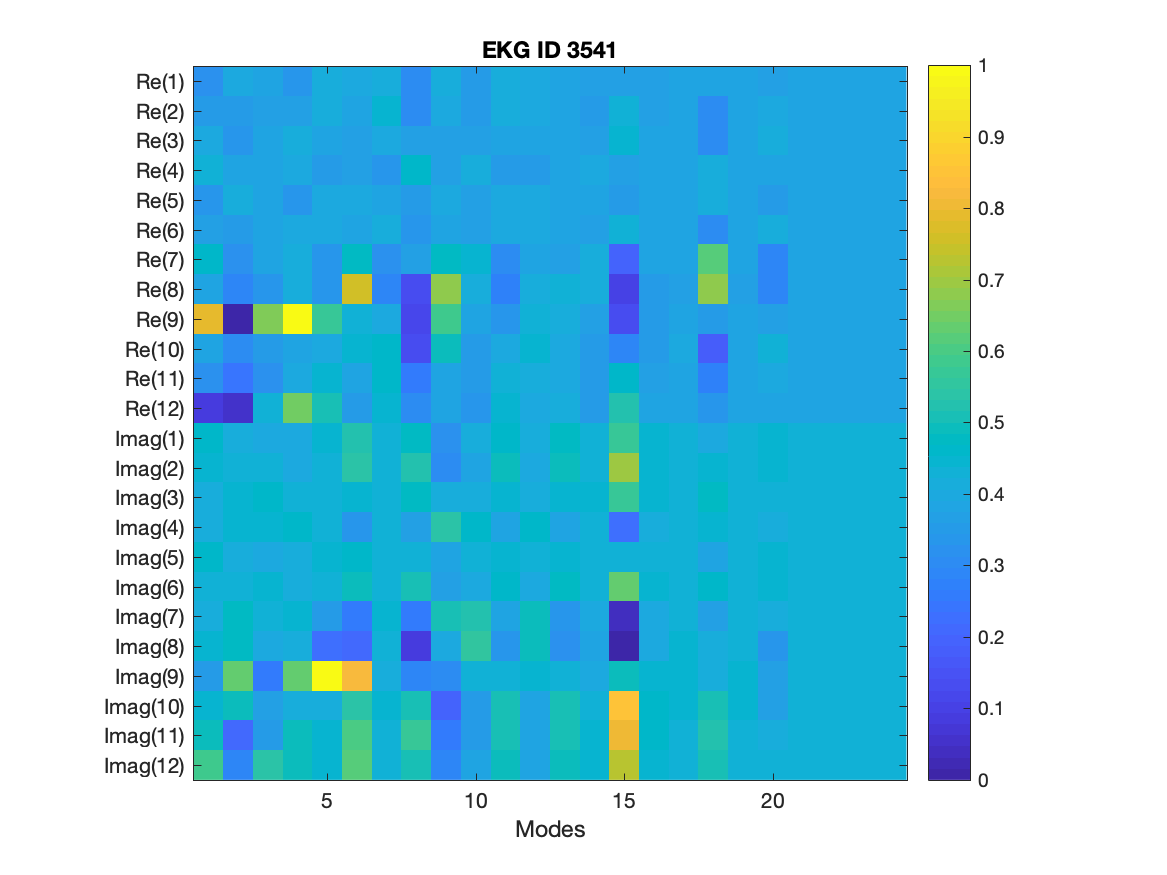 EKG ID 3541
Re(1)
Re(2)
Re(3)
Re(4)
Re(5)
Re(6)
Re(7)
Re(8)
Re(9)
Re(10)
Re(11)
Re(12)
Imag(1)
Imag(2)
Imag(3)
Imag(4)
Imag(5)
Imag(6)
Imag(7)
Imag(8)
Imag(9)
Imag(10)
Imag(11)
Imag(12)
5 10 15 20
Modes
1
0.9
0.8
0.7
0.6
0.5
0.4
0.3
0.2
0.1
0